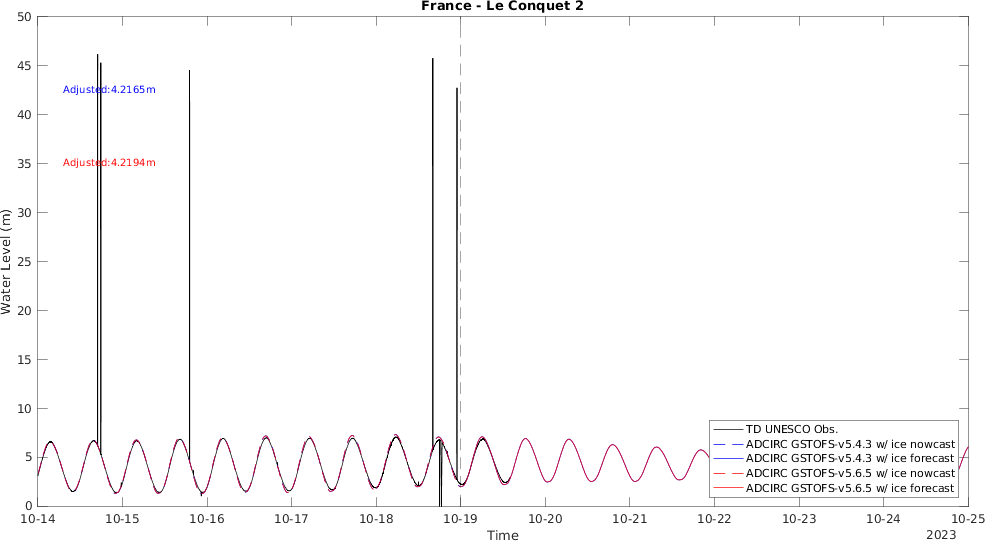 France - Le Conquet 2
50
45
40
35
30
25
20
15
10
5
0
Water Level (m)
Adjusted:4.2165m
Adjusted:4.2194m
TD UNESCO Obs.
ADCIRC GSTOFS-v5.4.3 w/ ice nowcast
ADCIRC GSTOFS-v5.4.3 w/ ice forecast
ADCIRC GSTOFS-v5.6.5 w/ ice nowcast
ADCIRC GSTOFS-v5.6.5 w/ ice forecast
10-14 10-15 10-16 10-17 10-18 10-19 10-20 10-21 10-22 10-23 10-24 10-25
Time
2023